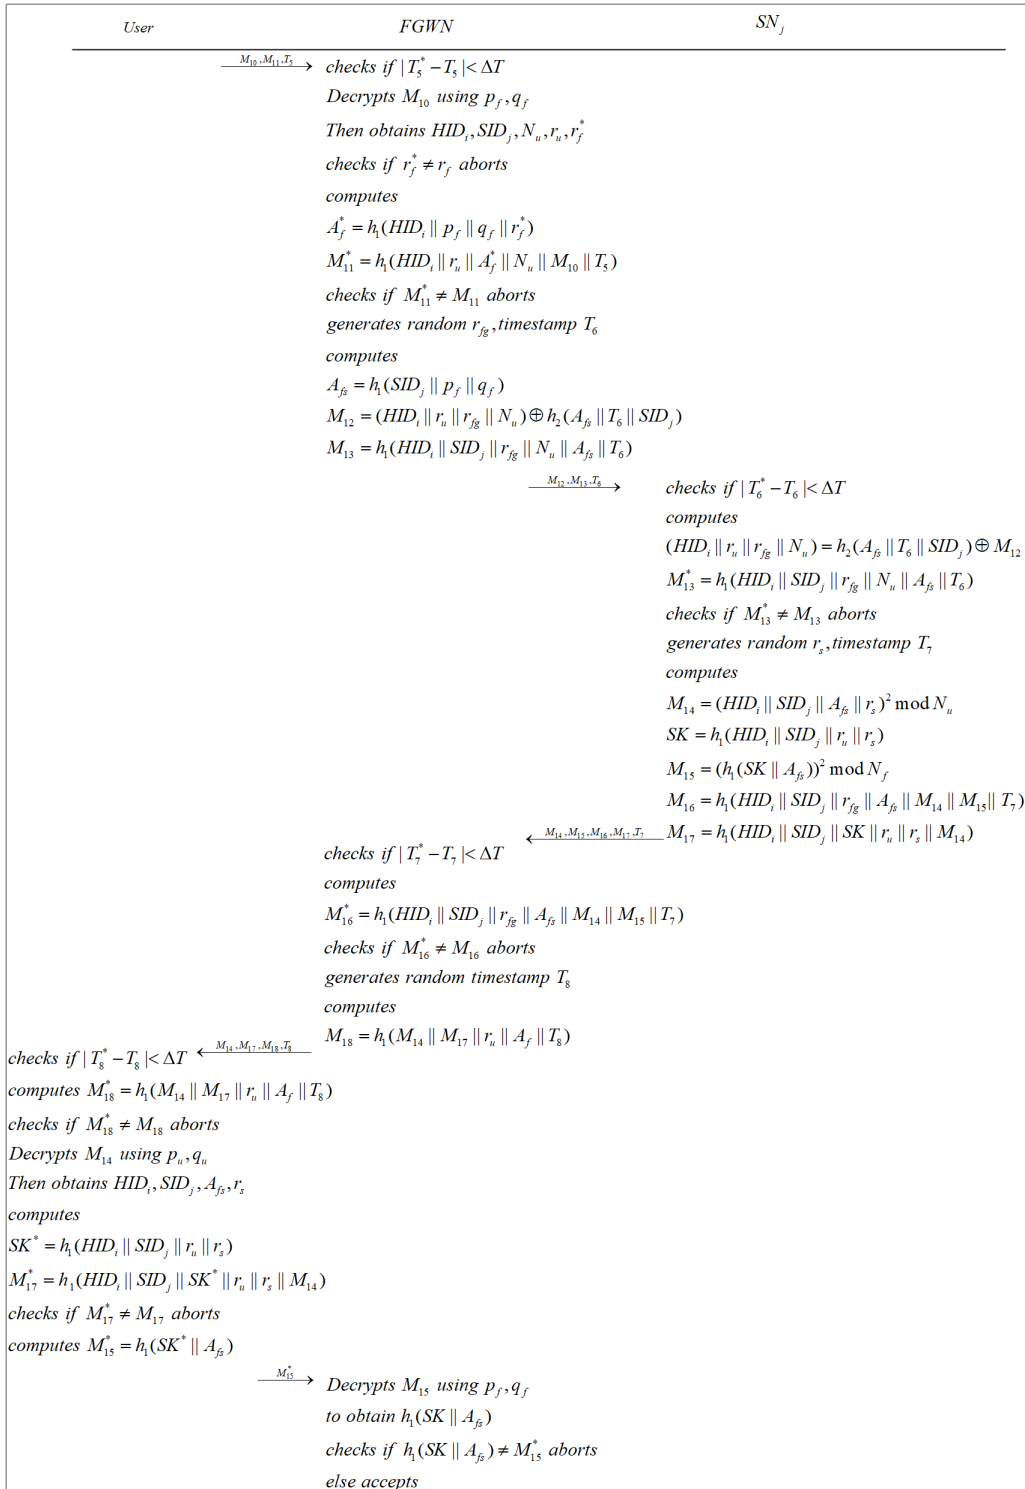 User FGWN SN_j
M_10, M_11, T_5
checks if | T_5^* − T_5 |< ΔT
Decrypts M_10 using p_f, q_f
Then obtains HID_i, SID_j, N_u, r_u, r_f^*
checks if r_f^* ≠ r_f aborts
computes
A_f^* = h_1(HID_i || p_f || q_f || r_f^*)
M_11^* = h_1(HID_i || r_u || A_f^* || N_u || M_10 || T_5)
checks if M_11^* ≠ M_11 aborts
generates random r_fg, timestamp T_6
computes
A_fs = h_1(SID_j || p_f || q_f)
M_12 = (HID_i || r_u || r_fg || N_u) ⊕ h_2(A_fs || T_6 || SID_j)
M_13 = h_1(HID_i || SID_j || r_fg || N_u || A_fs || T_6)
M_12, M_13, T_6
checks if | T_6^* − T_6 |< ΔT
computes
(HID_i || r_u || r_fg || N_u) = h_2(A_fs || T_6 || SID_j) ⊕ M_12
M_13^* = h_1(HID_i || SID_j || r_fg || N_u || A_fs || T_6)
checks if M_13^* ≠ M_13 aborts
generates random r_s, timestamp T_7
computes
M_14 = (HID_i || SID_j || A_fs || r_s)^2 mod N_u
SK = h_1(HID_i || SID_j || r_u || r_s)
M_15 = (h_1(SK || A_fs))^2 mod N_f
M_16 = h_1(HID_i || SID_j || r_fg || A_fs || M_14 || M_15 || T_7)
M_17 = h_1(HID_i || SID_j || SK || r_u || r_s || M_14)
M_14, M_15, M_16, M_17, T_7
checks if | T_7^* − T_7 |< ΔT
computes
M_16^* = h_1(HID_i || SID_j || r_fg || A_fs || M_14 || M_15 || T_7)
checks if M_16^* ≠ M_16 aborts
generates random timestamp T_8
computes
M_18 = h_1(M_14 || M_17 || r_u || A_f || T_8)
M_14, M_17, M_18, T_8
checks if | T_8^* − T_8 |< ΔT
computes M_18^* = h_1(M_14 || M_17 || r_u || A_f || T_8)
checks if M_18^* ≠ M_18 aborts
Decrypts M_14 using p_u, q_u
Then obtains HID_i, SID_j, A_fs, r_s
computes
SK^* = h_1(HID_i || SID_j || r_u || r_s)
M_17^* = h_1(HID_i || SID_j || SK^* || r_u || r_s || M_14)
checks if M_17^* ≠ M_17 aborts
computes M_15^* = h_1(SK^* || A_fs)
M_15^*
Decrypts M_15 using p_f, q_f
to obtain h_1(SK || A_fs)
checks if h_1(SK || A_fs) ≠ M_15^* aborts
else accepts